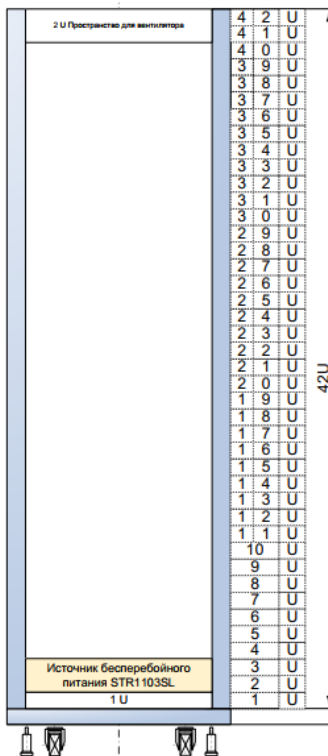 2 U Пространство для вентилятора
4 2 U
4 1 U
4 0 U
3 9 U
3 8 U
3 7 U
3 6 U
3 5 U
3 4 U
3 3 U
3 2 U
3 1 U
3 0 U
2 9 U
2 8 U
2 7 U
2 6 U
2 5 U
2 4 U
2 3 U
2 2 U
2 1 U
2 0 U
1 9 U
1 8 U
1 7 U
1 6 U
1 5 U
1 4 U
1 3 U
1 2 U
1 1 U
10 U
9 U
8 U
7 U
6 U
5 U
4 U
3 U
2 U
1 U
42U
Источник бесперебойного
питания STR1103SL
1 U